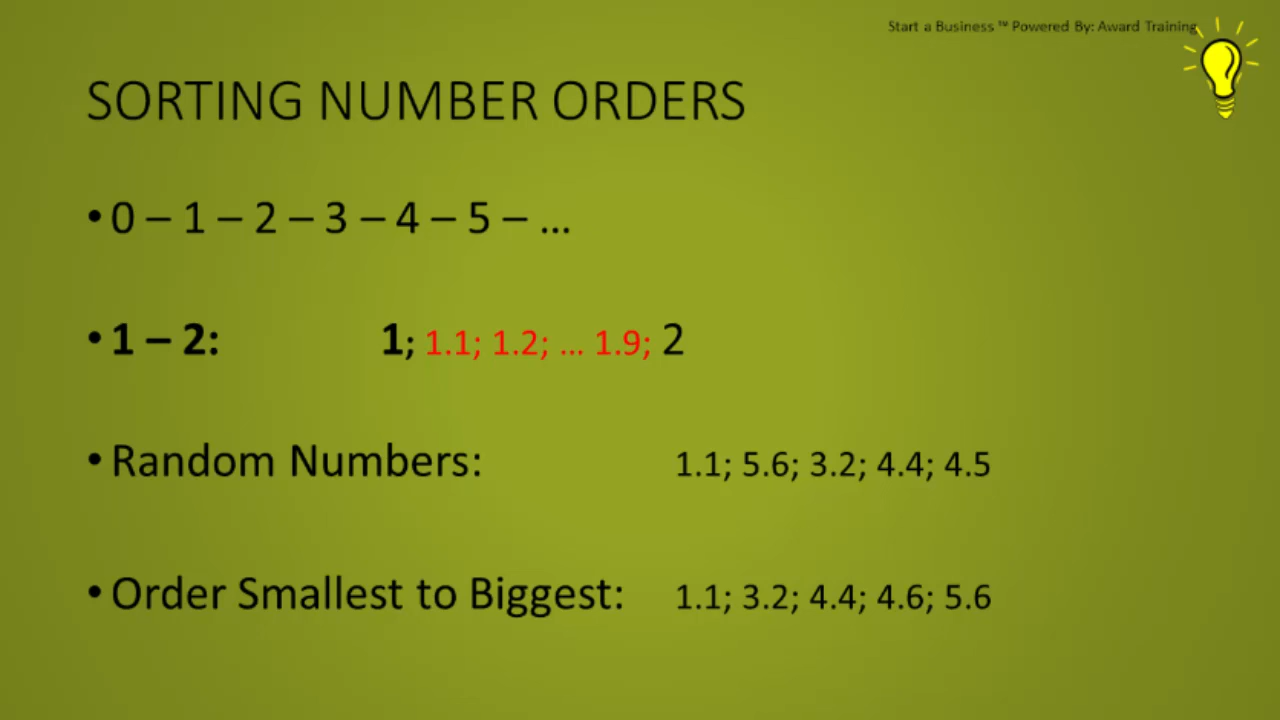 Start a Business ™ Powered By: Award Training
SORTING NUMBER ORDERS
• 0 – 1 – 2 – 3 – 4 – 5 – …
• 1 – 2: 1; 1.1; 1.2; … 1.9; 2
• Random Numbers: 1.1; 5.6; 3.2; 4.4; 4.5
• Order Smallest to Biggest: 1.1; 3.2; 4.4; 4.6; 5.6